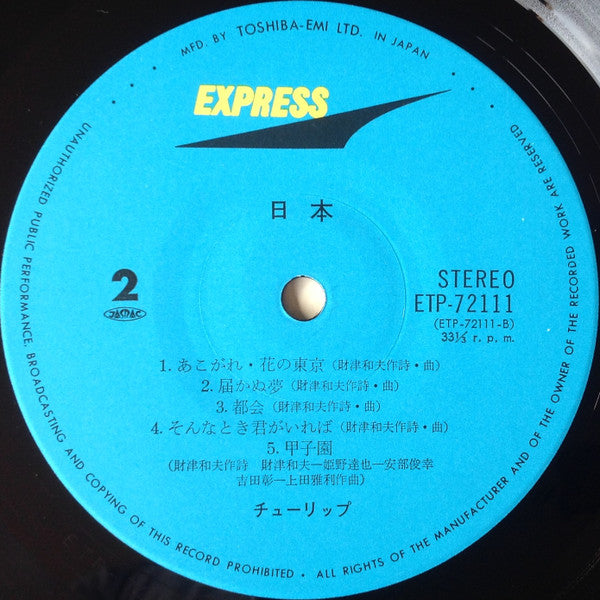 MFD. BY TOSHIBA-EMI LTD. IN JAPAN
EXPRESS
日本
2
JASRAC
STEREO
ETP-72111
(ETP-72111-B)
33⅓ r. p. m.
1. あこがれ・花の東京（財津和夫作詩・曲）
2. 届かぬ夢（財津和夫作詩・曲）
3. 都会（財津和夫作詩・曲）
4. そんなとき君がいれば（財津和夫作詩・曲）
5. 甲子園
（財津和夫作詩　財津和夫—姫野達也—安部俊幸
吉田彰—上田雅利作曲）
チューリップ
UNAUTHORIZED PUBLIC PERFORMANCE, BROADCASTING AND COPYING OF THIS RECORD PROHIBITED • ALL RIGHTS OF THE MANUFACTURER AND OF THE OWNER OF THE RECORDED WORK ARE RESERVED